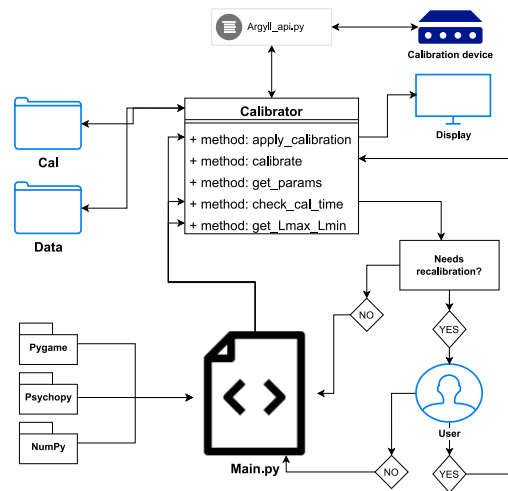 Argyll_api.py
Calibration device
Calibrator
+ method: apply_calibration
+ method: calibrate
+ method: get_params
+ method: check_cal_time
+ method: get_Lmax_Lmin
Display
Cal
Data
Needs
recalibration?
NO
YES
Pygame
Psychopy
NumPy
Main.py
User
NO
YES